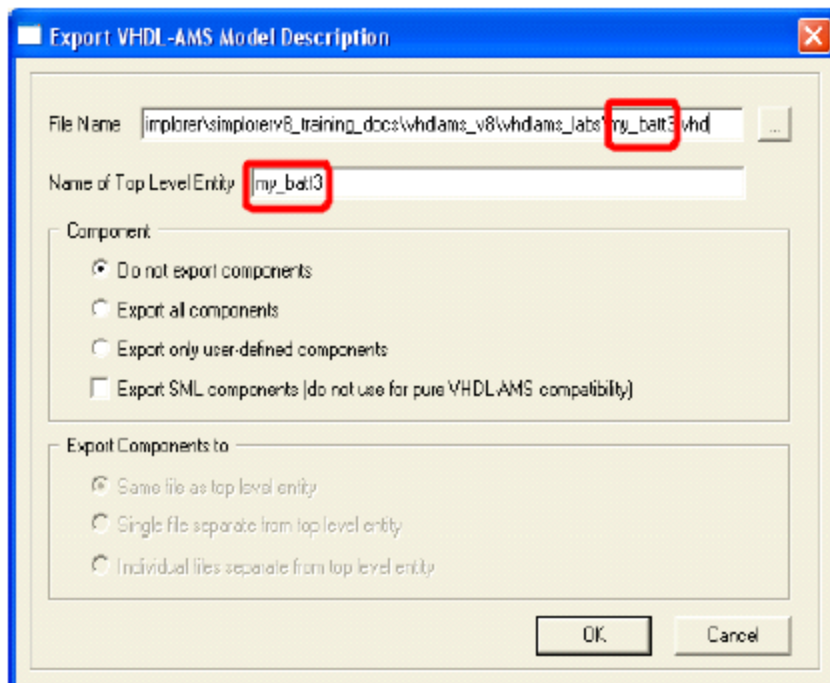 Export VHDL-AMS Model Description
File Name implorer\simplorerv8_training_docs\vhdlams_v8\vhdlams_labs\my_batt3.vhd ...
Name of Top Level Entity my_batt3
Component
Do not export components
Export all components
Export only user-defined components
Export SML components (do not use for pure VHDL-AMS compatibility)
Export Components to
Same file as top level entity
Single file separate from top level entity
Individual files separate from top level entity
OK Cancel